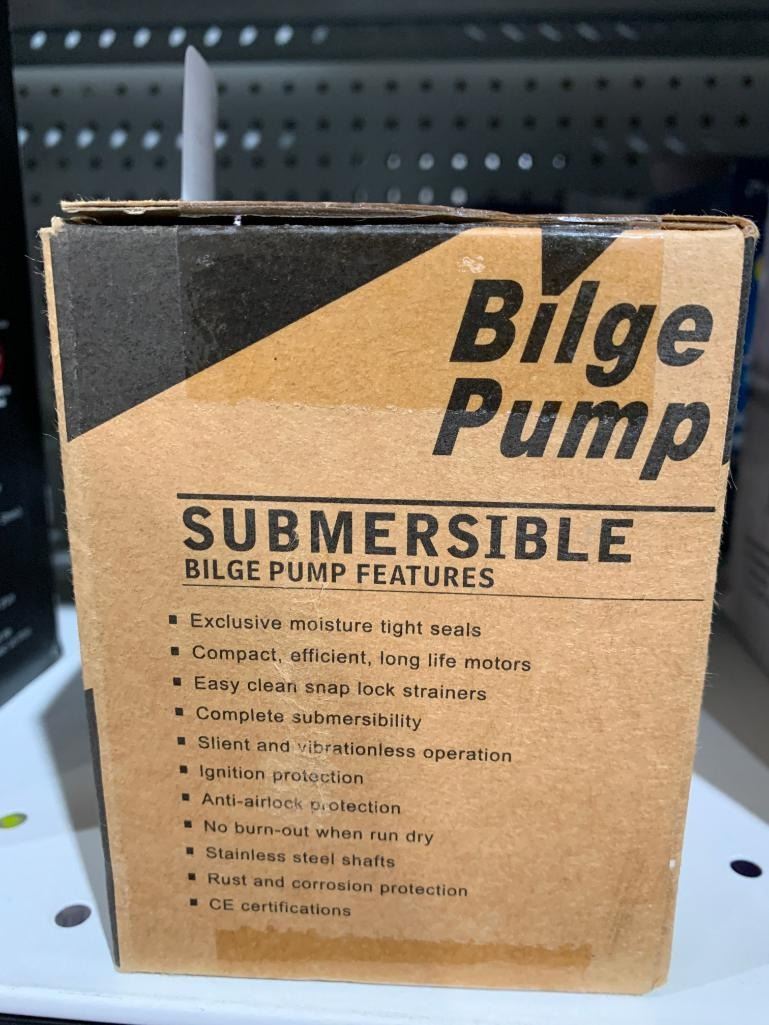 Bilge
Pump
SUBMERSIBLE
BILGE PUMP FEATURES
▪ Exclusive moisture tight seals
▪ Compact, efficient, long life motors
▪ Easy clean snap lock strainers
▪ Complete submersibility
▪ Slient and vibrationless operation
▪ Ignition protection
▪ Anti-airlock protection
▪ No burn-out when run dry
▪ Stainless steel shafts
▪ Rust and corrosion protection
▪ CE certifications